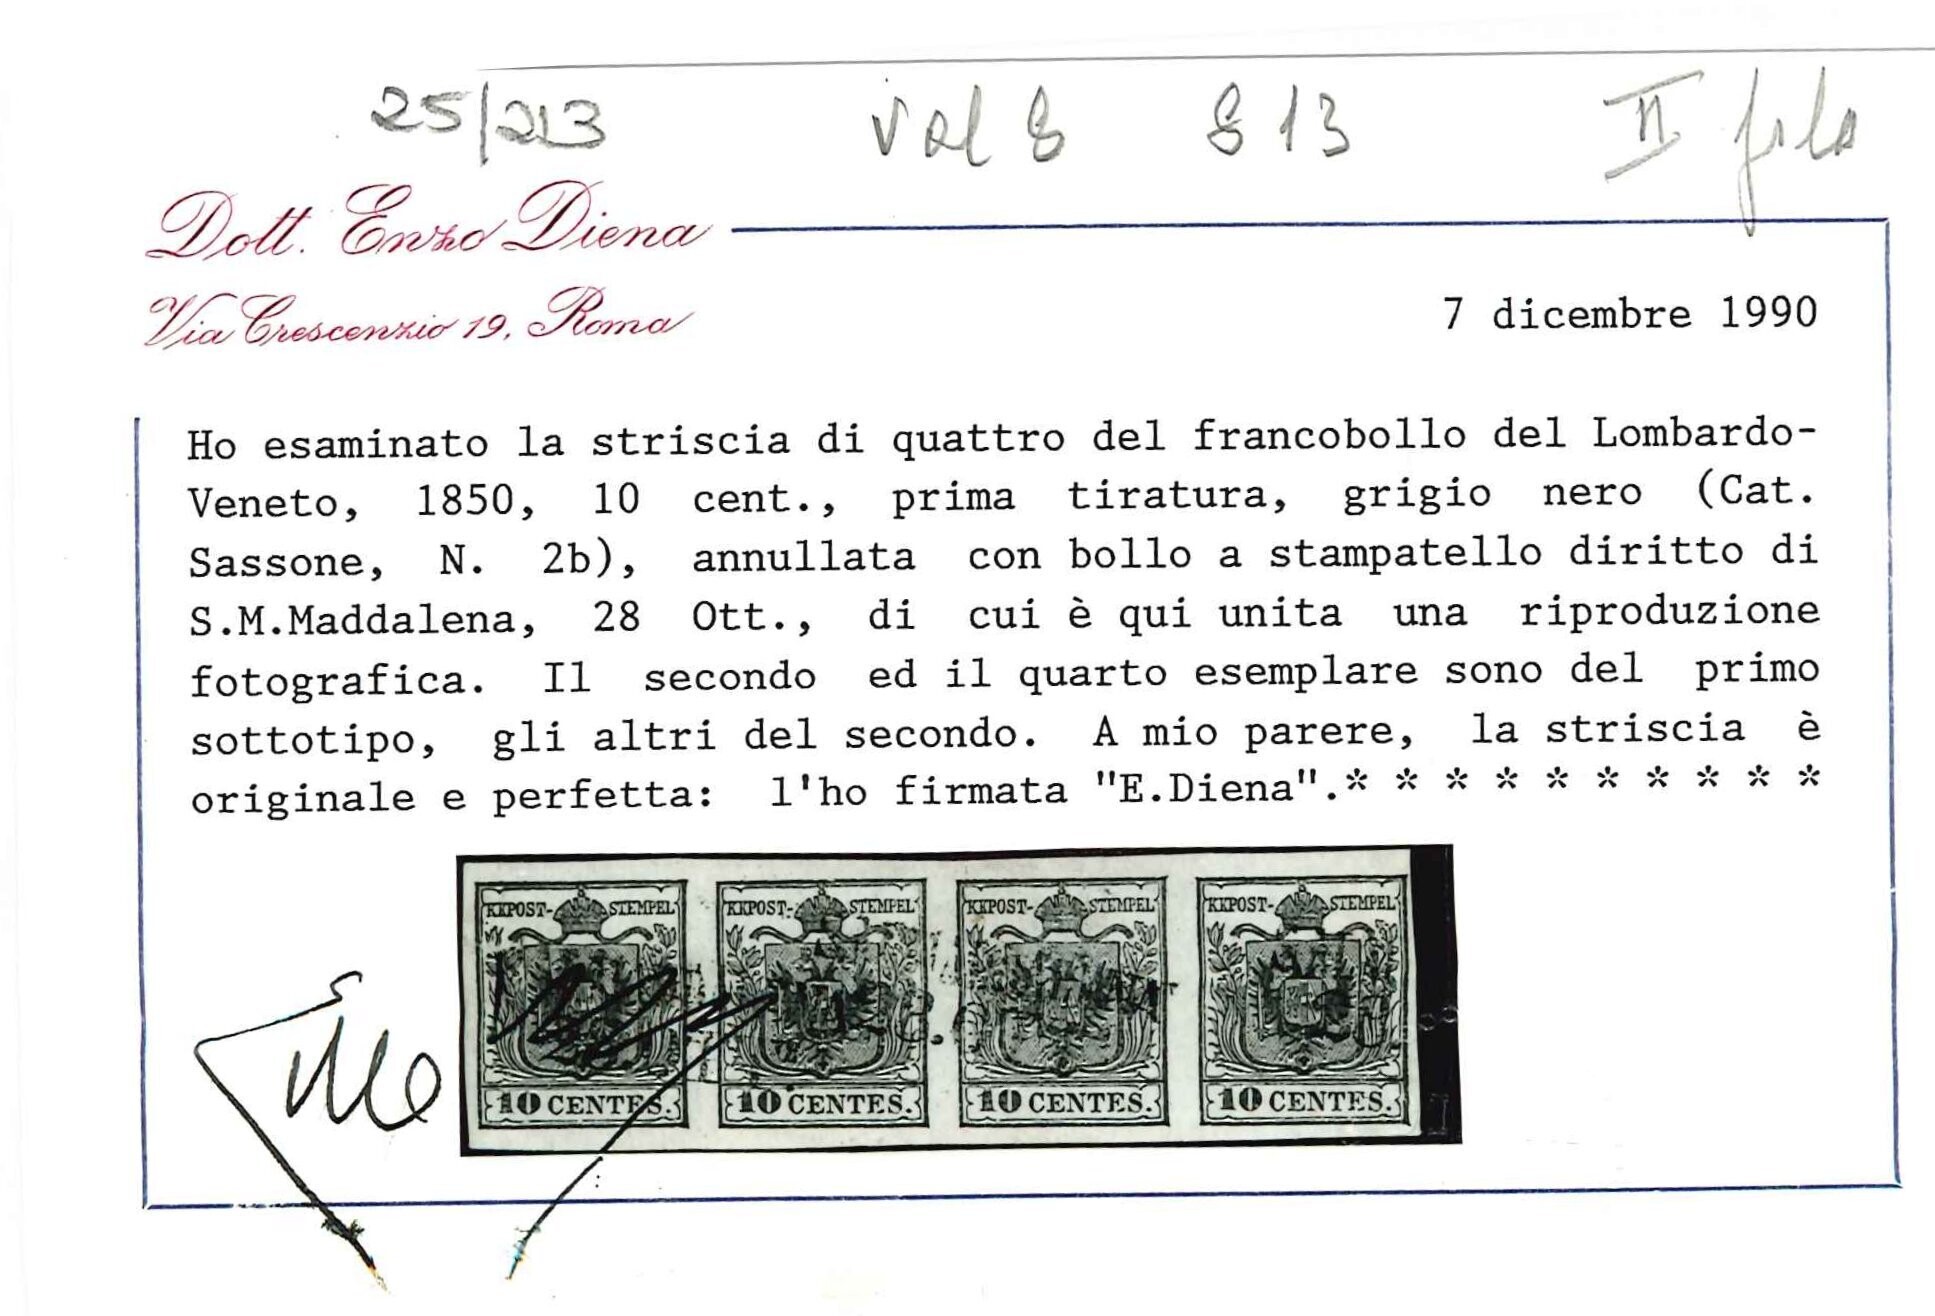 25/213 val 8 813 II fila
Dott. Enzo Diena
Via Crescenzio 19, Roma
7 dicembre 1990
Ho esaminato la striscia di quattro del francobollo del Lombardo-
Veneto, 1850, 10 cent., prima tiratura, grigio nero (Cat.
Sassone, N. 2b), annullata con bollo a stampatello diritto di
S.M.Maddalena, 28 Ott., di cui è qui unita una riproduzione
fotografica. Il secondo ed il quarto esemplare sono del primo
sottotipo, gli altri del secondo. A mio parere, la striscia è
originale e perfetta: l'ho firmata "E.Diena".* * * * * * * * * *
KKPOST-STEMPEL KKPOST-STEMPEL KKPOST-STEMPEL KKPOST-STEMPEL
10 CENTES. 10 CENTES. 10 CENTES. 10 CENTES.